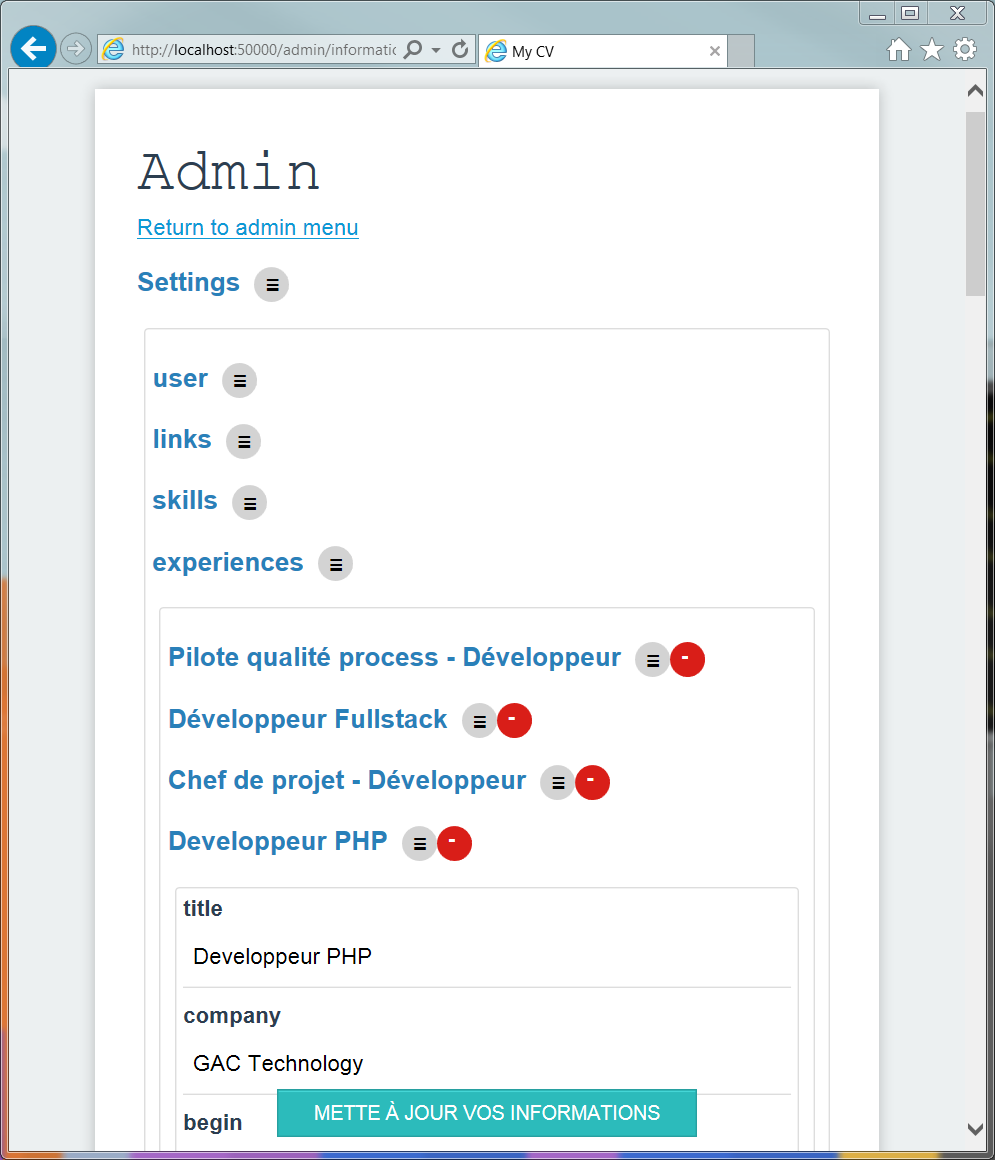 http://localhost:50000/admin/informatic
My CV
Admin
Return to admin menu
Settings
user
links
skills
experiences
Pilote qualité process - Développeur
-
Développeur Fullstack
-
Chef de projet - Développeur
-
Developpeur PHP
-
title
Developpeur PHP
company
GAC Technology
begin
METTE À JOUR VOS INFORMATIONS